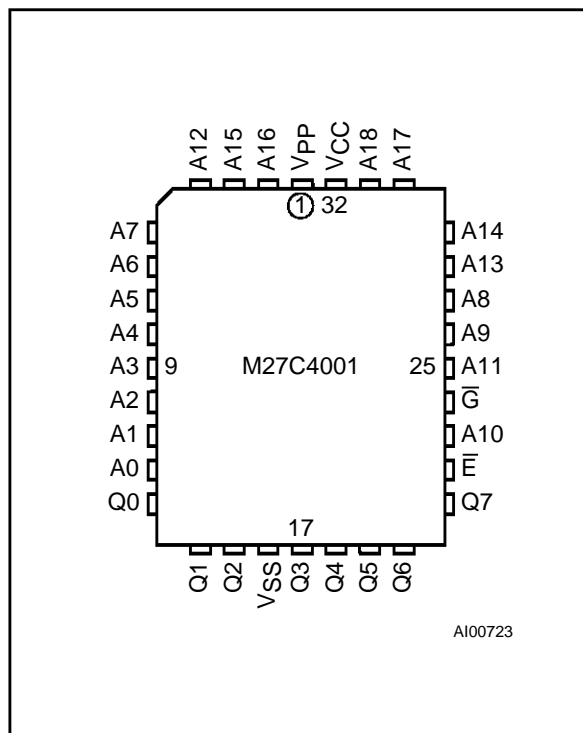 A12 A15 A16 VPP VCC A18 A17
1 32
A7 A14
A6 A13
A5 A8
A4 A9
A3 9 M27C4001 25 A11
A2 G̅
A1 A10
A0 E̅
Q0 Q7
17
Q1 Q2 VSS Q3 Q4 Q5 Q6
AI00723